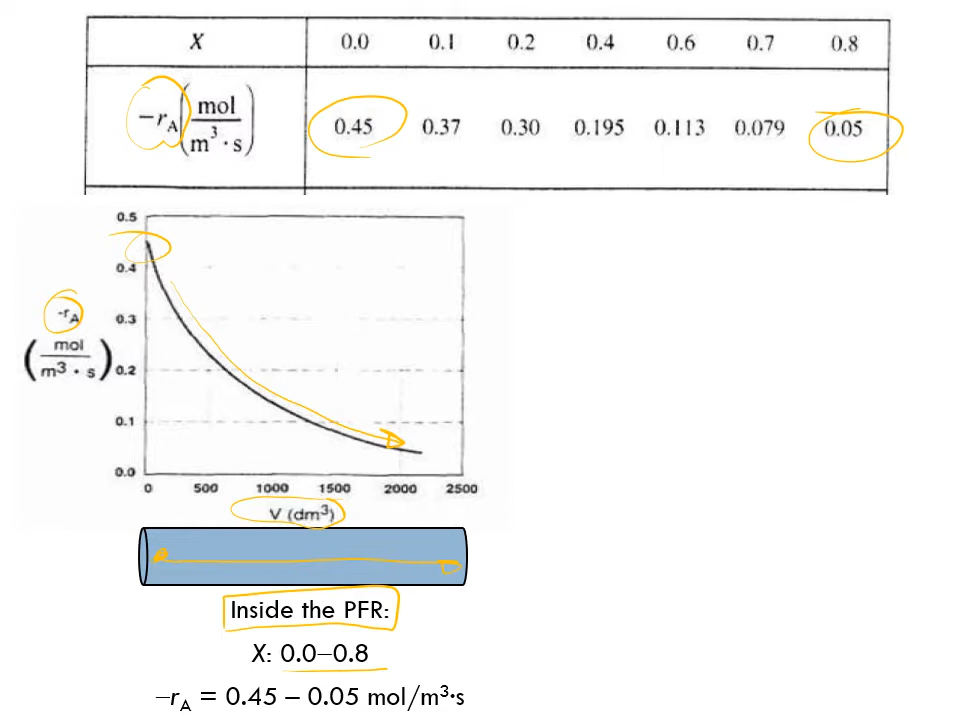 X 0.0 0.1 0.2 0.4 0.6 0.7 0.8
−rA (mol/m³·s) 0.45 0.37 0.30 0.195 0.113 0.079 0.05
0.5
0.4
0.3
0.2
0.1
0.0
-rA
(mol/m³·s)
0 500 1000 1500 2000 2500
V (dm³)
Inside the PFR:
X: 0.0–0.8
−rA = 0.45 – 0.05 mol/m³·s